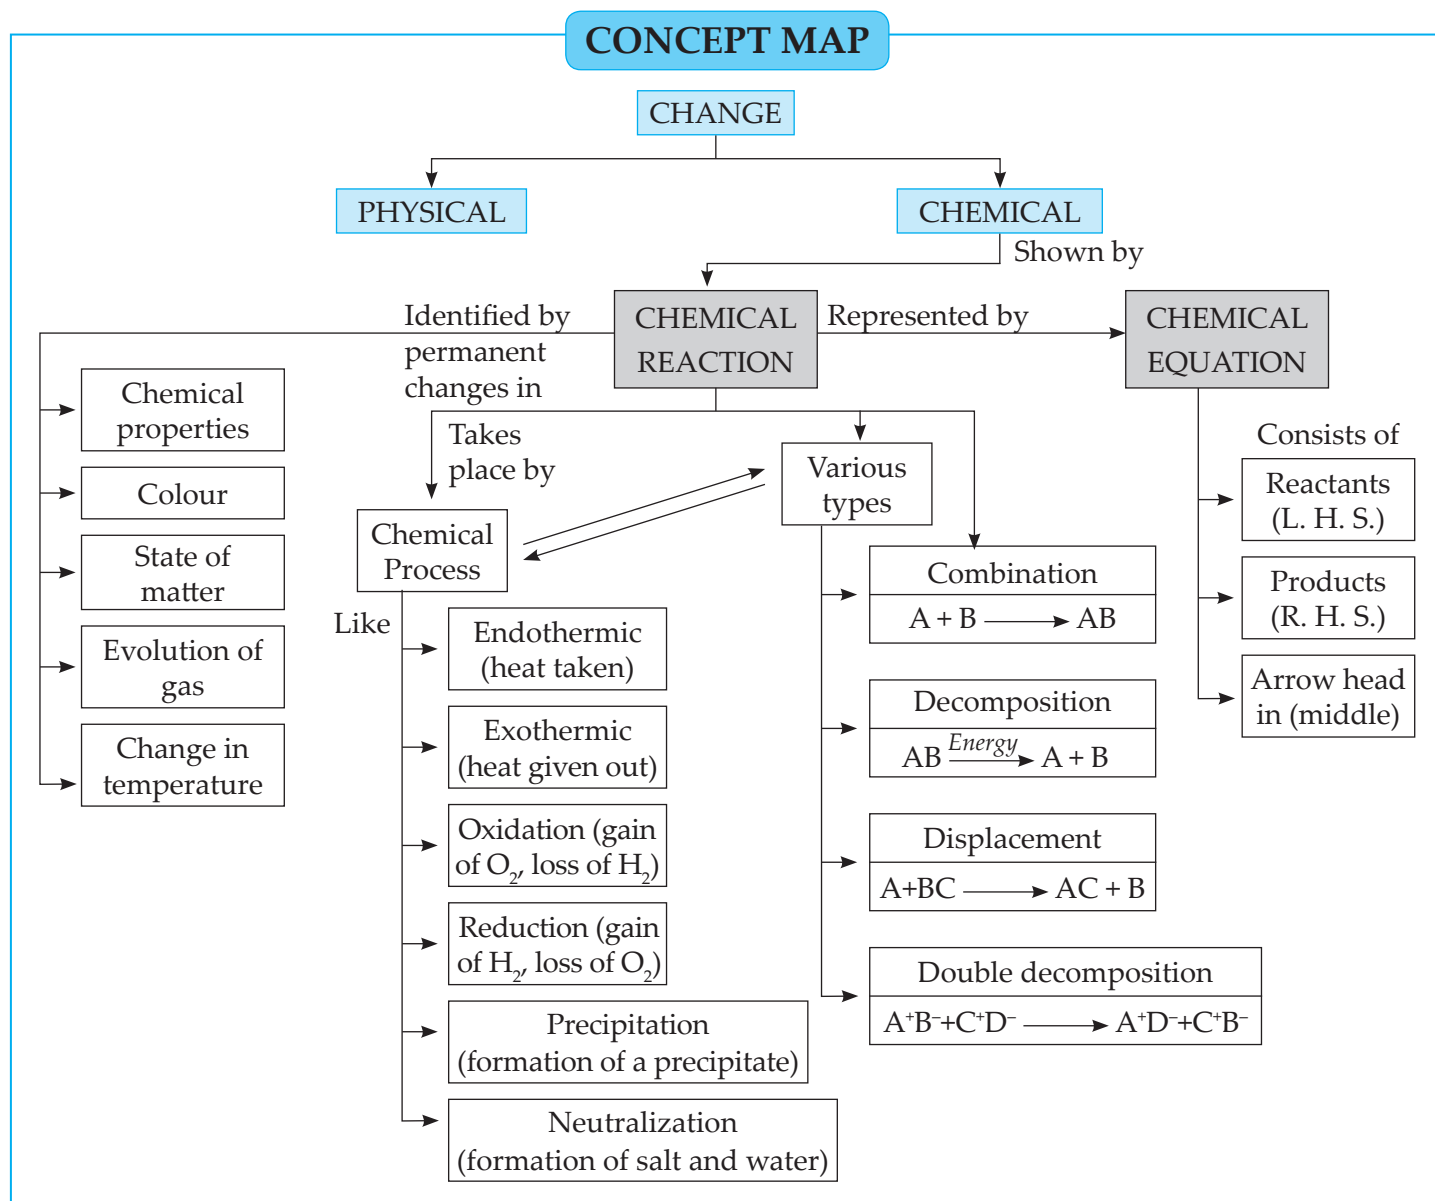 CONCEPT MAP
CHANGE
PHYSICAL
CHEMICAL
Shown by
Identified by
permanent
changes in
CHEMICAL
REACTION
Represented by
CHEMICAL
EQUATION
Chemical
properties
Colour
State of
matter
Evolution of
gas
Change in
temperature
Takes
place by
Chemical
Process
Like
Endothermic
(heat taken)
Exothermic
(heat given out)
Oxidation (gain
of O₂, loss of H₂)
Reduction (gain
of H₂, loss of O₂)
Precipitation
(formation of a precipitate)
Neutralization
(formation of salt and water)
Various
types
Combination
A + B ⟶ AB
Decomposition
Energy
AB ⟶ A + B
Displacement
A+BC ⟶ AC + B
Double decomposition
A⁺B⁻+C⁺D⁻ ⟶ A⁺D⁻+C⁺B⁻
Consists of
Reactants
(L. H. S.)
Products
(R. H. S.)
Arrow head
in (middle)